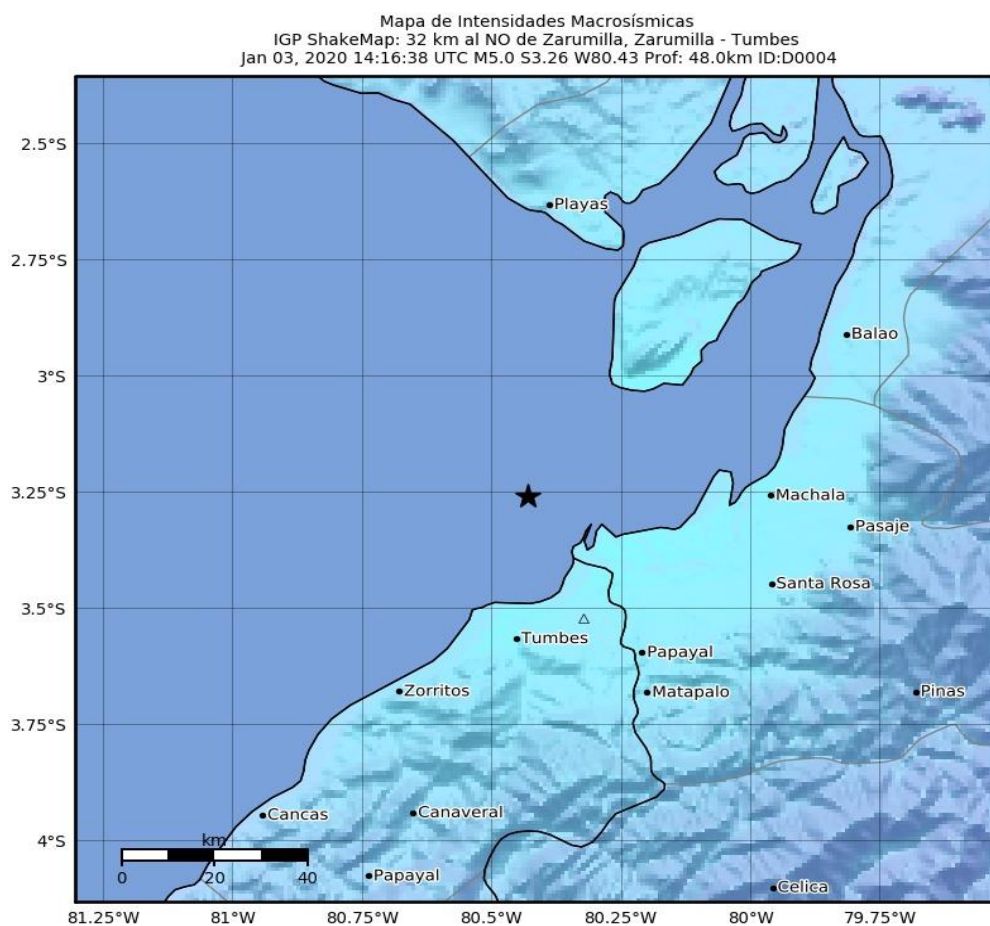 Mapa de Intensidades Macrosísmicas
IGP ShakeMap: 32 km al NO de Zarumilla, Zarumilla - Tumbes
Jan 03, 2020 14:16:38 UTC M5.0 S3.26 W80.43 Prof: 48.0km ID:D0004
2.5°S
Playas
2.75°S
Balao
3°S
3.25°S
Machala
Pasaje
Santa Rosa
3.5°S
Tumbes
Papayal
Zorritos
Matapalo
Pinas
3.75°S
Cancas
Canaveral
4°S
km
0 20 40
Papayal
Celica
81.25°W 81°W 80.75°W 80.5°W 80.25°W 80°W 79.75°W